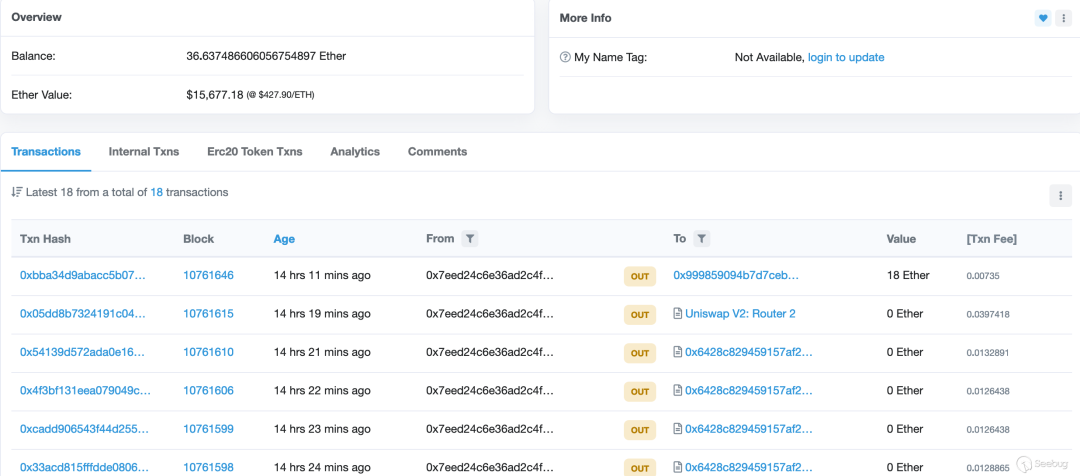 Overview
Balance: 36.637486606056754897 Ether
Ether Value: $15,677.18 (@ $427.90/ETH)
More Info
My Name Tag: Not Available, login to update
Transactions Internal Txns Erc20 Token Txns Analytics Comments
Latest 18 from a total of 18 transactions
Txn Hash Block Age From To Value [Txn Fee]
0xbba34d9abacc5b07... 10761646 14 hrs 11 mins ago 0x7eed24c6e36ad2c4f... OUT 0x999859094b7d7ceb... 18 Ether 0.00735
0x05dd8b7324191c04... 10761615 14 hrs 19 mins ago 0x7eed24c6e36ad2c4f... OUT Uniswap V2: Router 2 0 Ether 0.0397418
0x54139d572ada0e16... 10761610 14 hrs 21 mins ago 0x7eed24c6e36ad2c4f... OUT 0x6428c829459157af2... 0 Ether 0.0132891
0x4f3bf131eea079049c... 10761606 14 hrs 22 mins ago 0x7eed24c6e36ad2c4f... OUT 0x6428c829459157af2... 0 Ether 0.0126438
0xcadd906543f44d255... 10761599 14 hrs 23 mins ago 0x7eed24c6e36ad2c4f... OUT 0x6428c829459157af2... 0 Ether 0.0126438
0x33acd815fffdde0806... 10761598 14 hrs 24 mins ago 0x7eed24c6e36ad2c4f... OUT 0x6428c829459157af2... 0 Ether 0.0128865
Seebug